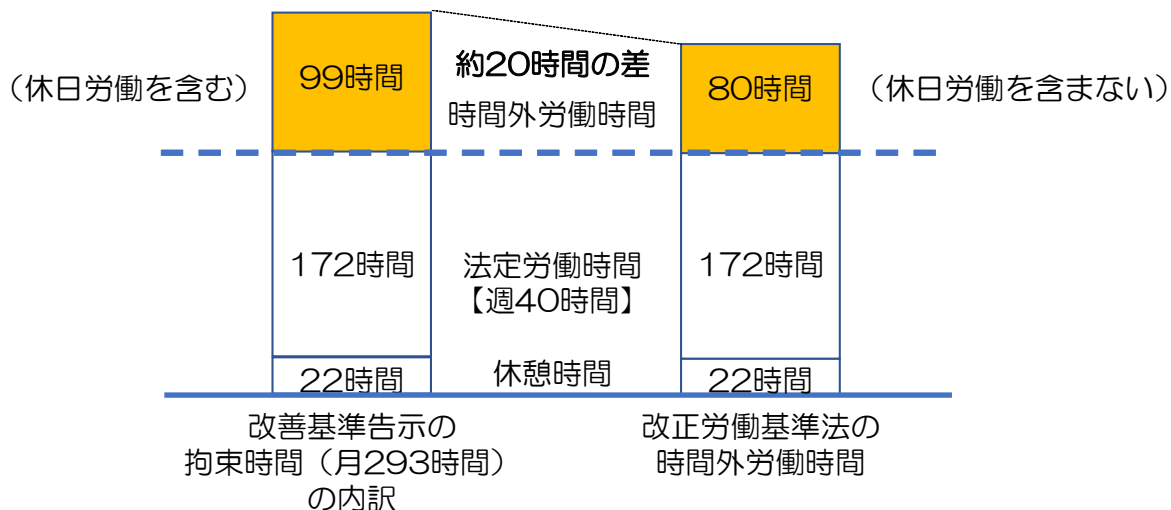 99時間
約20時間の差
80時間
(休日労働を含む)
(休日労働を含まない)
時間外労働時間
172時間
法定労働時間
【週40時間】
172時間
22時間
休憩時間
22時間
改善基準告示の
拘束時間(月293時間)
の内訳
改正労働基準法の
時間外労働時間